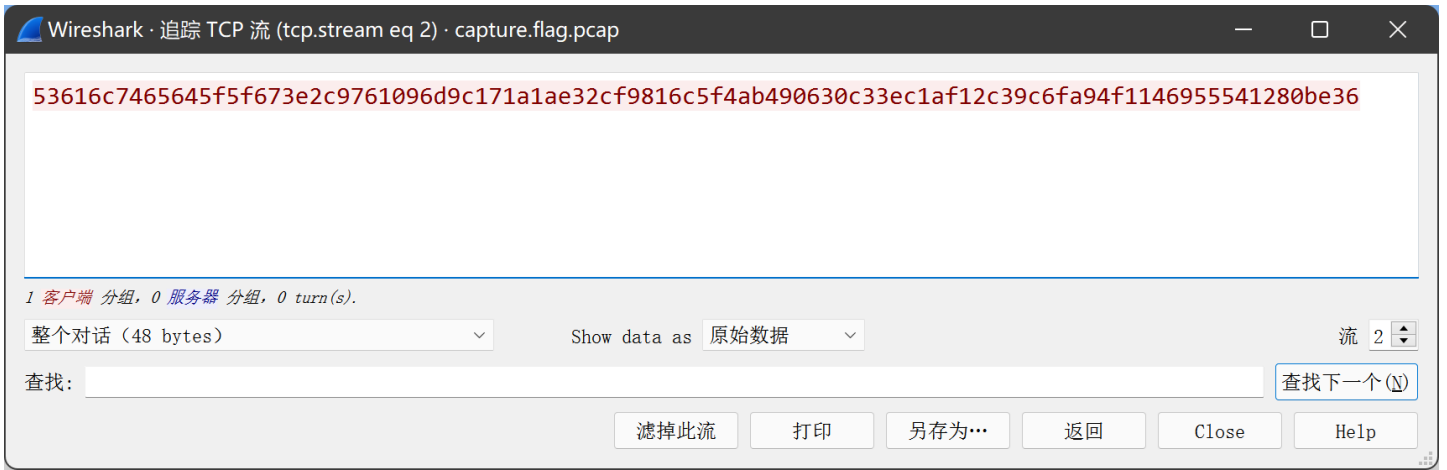 Wireshark · 追踪 TCP 流 (tcp.stream eq 2) · capture.flag.pcap
53616c7465645f5f673e2c9761096d9c171a1ae32cf9816c5f4ab490630c33ec1af12c39c6fa94f1146955541280be36
1 客户端 分组，0 服务器 分组，0 turn(s).
整个对话（48 bytes） Show data as 原始数据 流 2
查找: 查找下一个(N)
滤掉此流 打印 另存为… 返回 Close Help